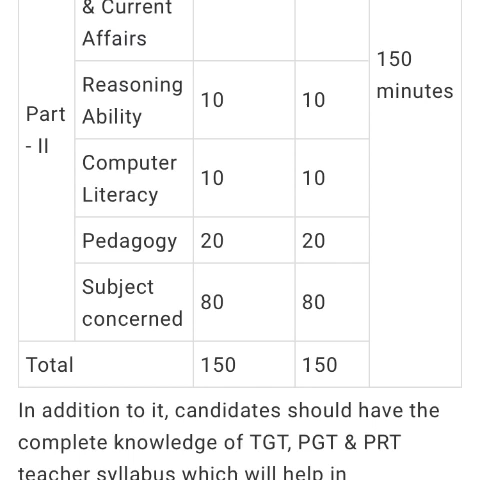 & Current
Affairs
150
minutes
Part
- II
Reasoning
Ability
10
10
Computer
Literacy
10
10
Pedagogy
20
20
Subject
concerned
80
80
Total
150
150
In addition to it, candidates should have the
complete knowledge of TGT, PGT & PRT
teacher syllabus which will help in